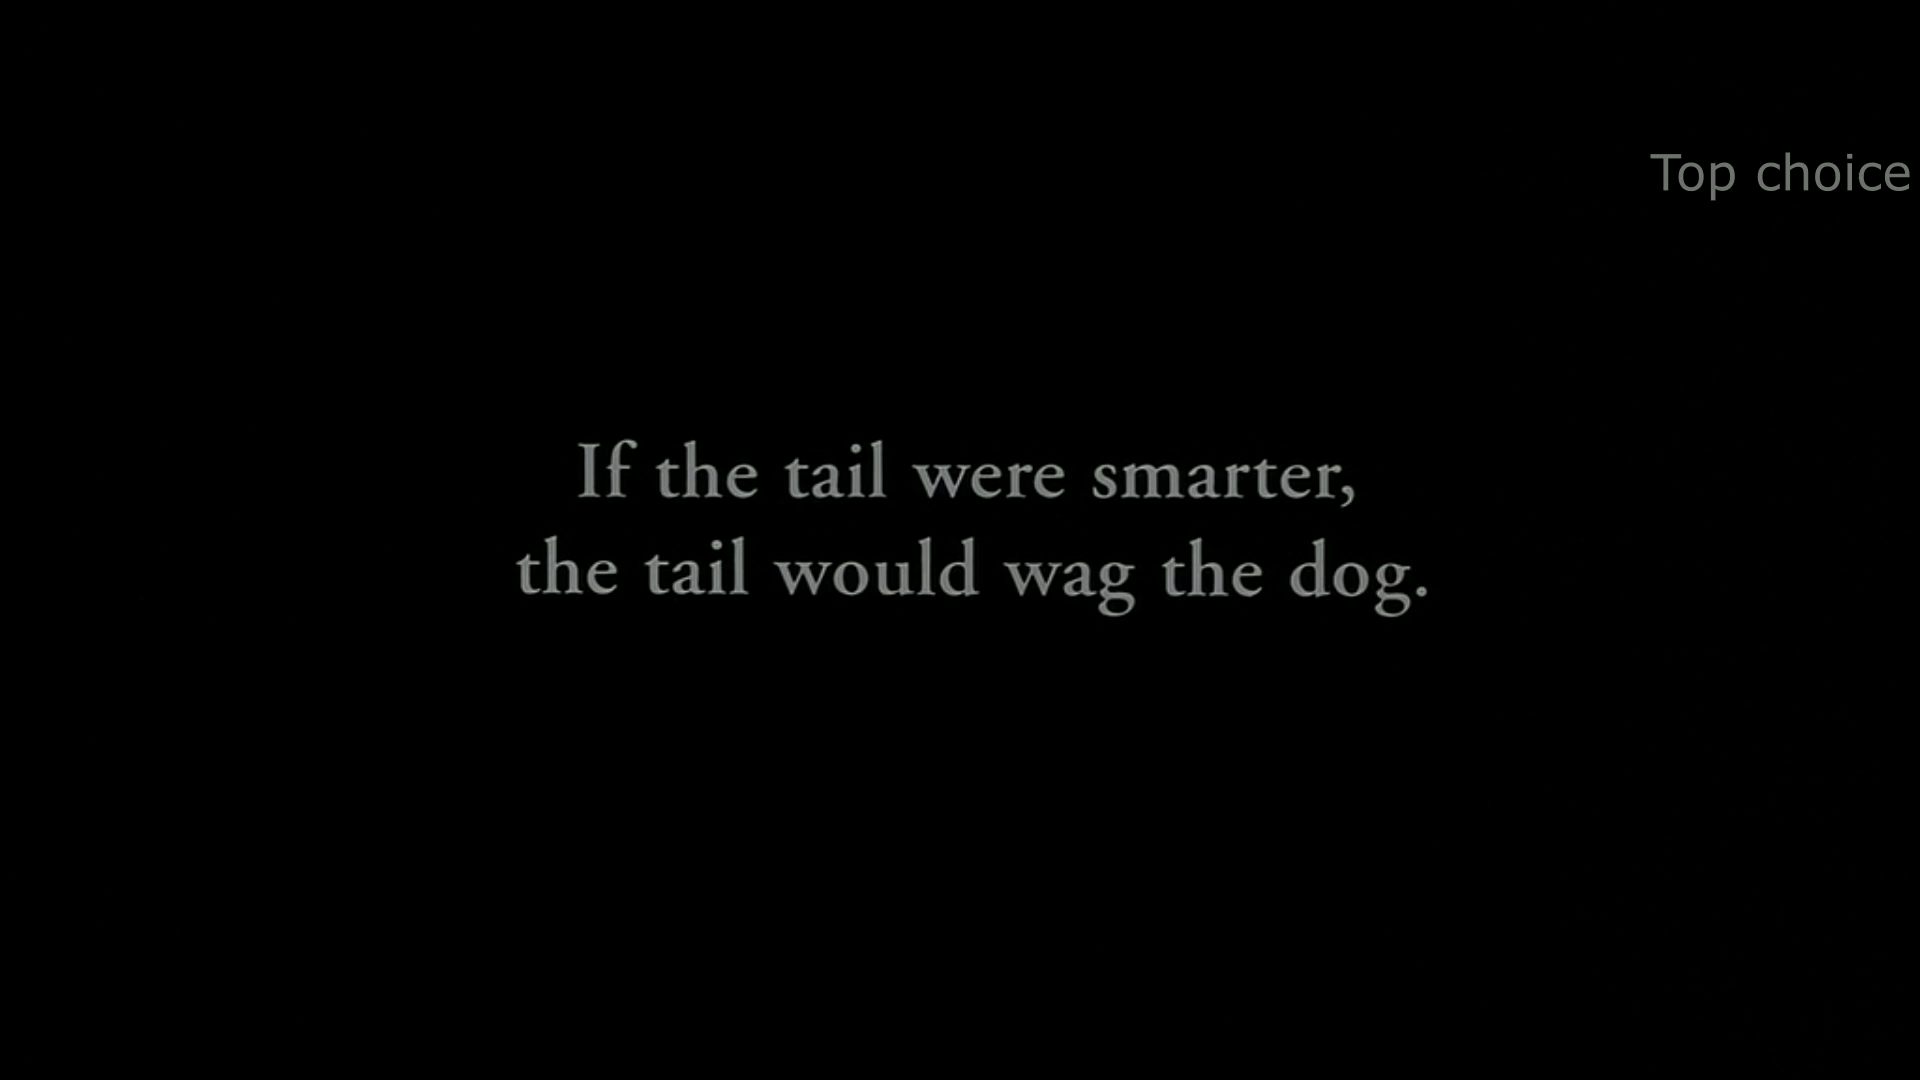 Top choice
If the tail were smarter,
the tail would wag the dog.